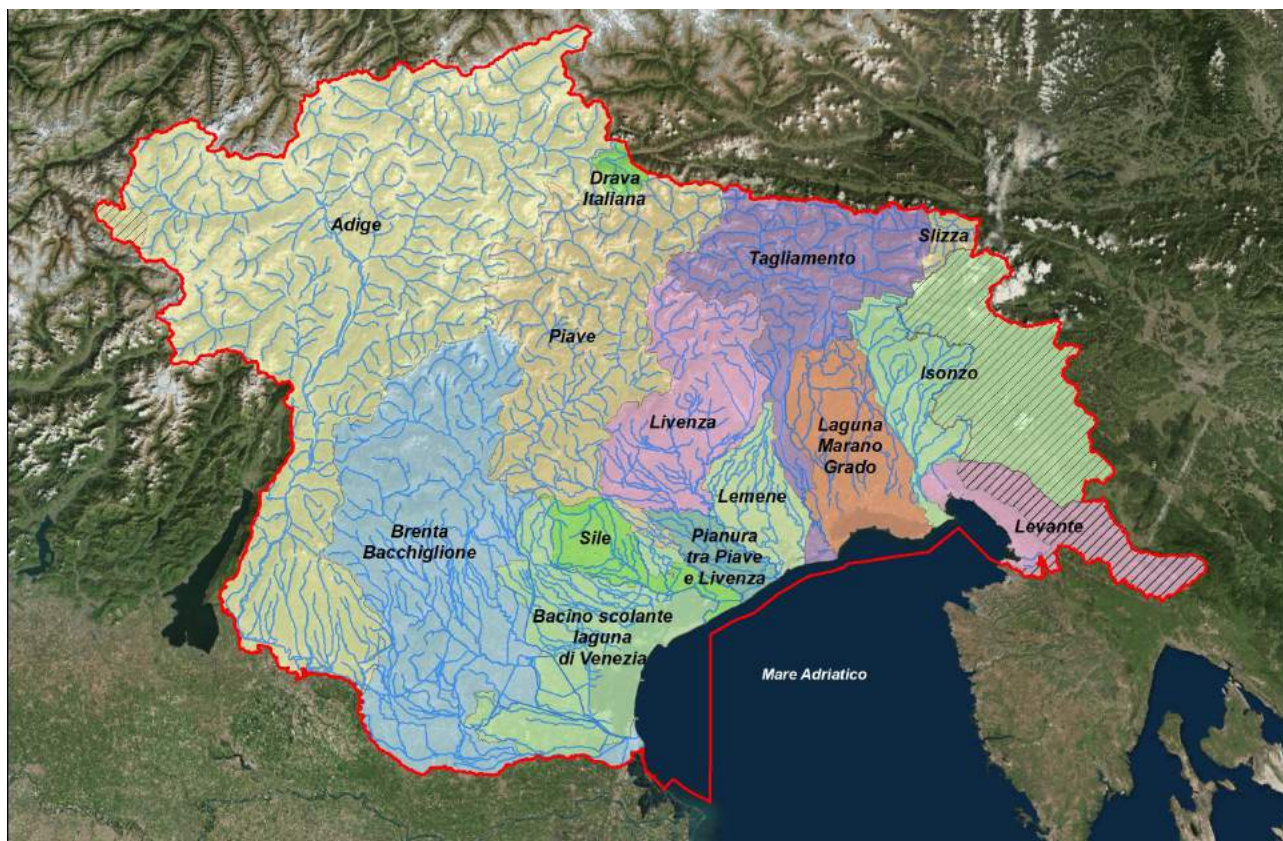 Drava
Italiana
Adige
Slizza
Tagliamento
Piave
Isonzo
Livenza
Laguna
Marano
Grado
Lemene
Brenta
Bacchiglione
Sile
Pianura
tra Piave
e Livenza
Levante
Bacino scolante
laguna
di Venezia
Mare Adriatico